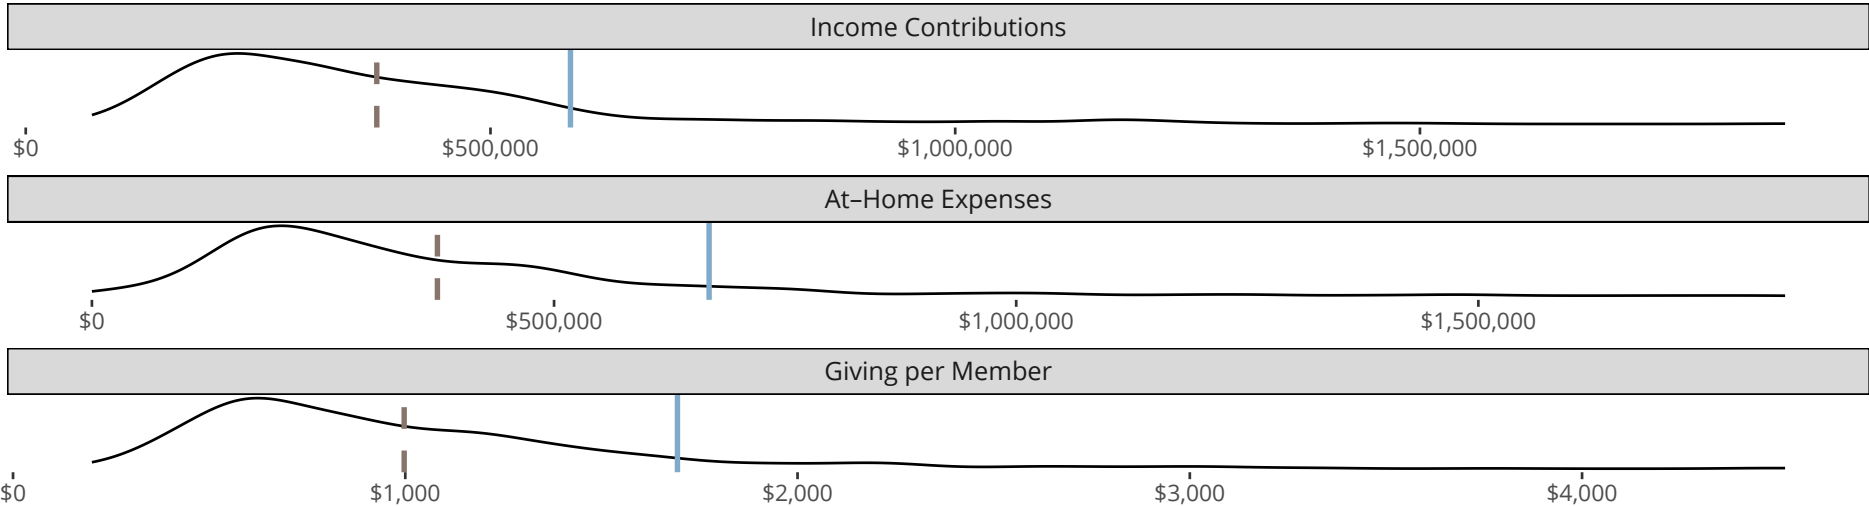 Income Contributions
$0 $500,000 $1,000,000 $1,500,000
At–Home Expenses
$0 $500,000 $1,000,000 $1,500,000
Giving per Member
$0 $1,000 $2,000 $3,000 $4,000